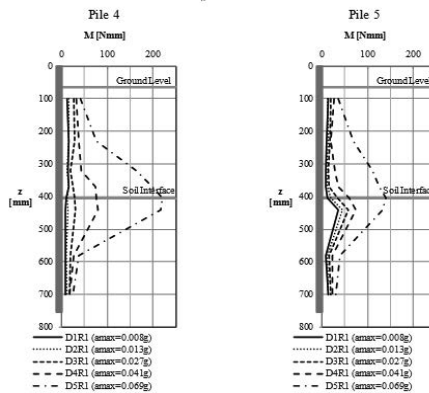 Pile 4
M [Nmm]
0 100 200
0
Ground Level
100
200
300
z
[mm]
400
Soil Interface
500
600
700
800
D1R1 (amax=0.008g)
D2R1 (amax=0.013g)
D3R1 (amax=0.027g)
D4R1 (amax=0.041g)
D5R1 (amax=0.069g)
Pile 5
M [Nmm]
0 100 200
0
Ground Level
100
200
300
z
[mm]
400
Soil Interface
500
600
700
800
D1R1 (amax=0.008g)
D2R1 (amax=0.013g)
D3R1 (amax=0.027g)
D4R1 (amax=0.041g)
D5R1 (amax=0.069g)